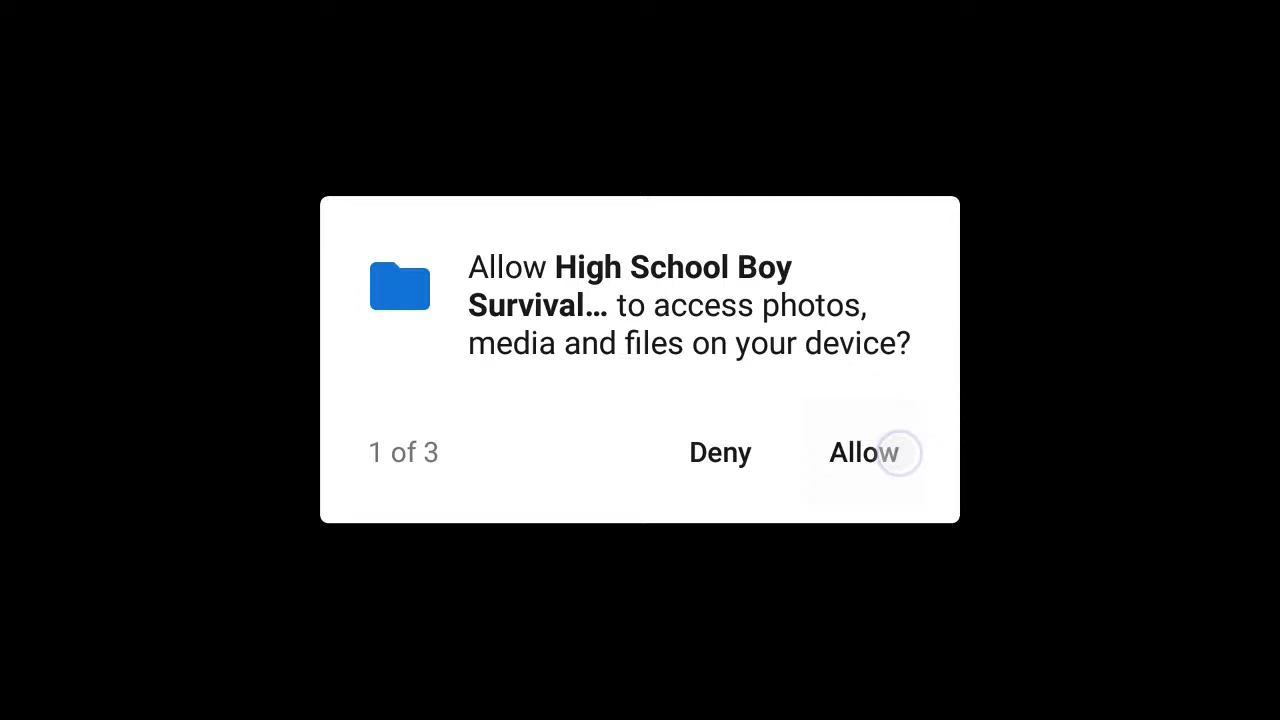 Allow High School Boy
Survival... to access photos,
media and files on your device?
1 of 3 Deny Allow